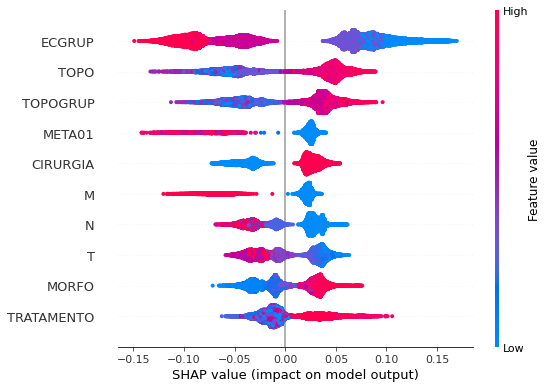 High
ECGRUP
TOPO
TOPOGRUP
META01
CIRURGIA
M
N
T
MORFO
TRATAMENTO
Feature value
Low
−0.15 −0.10 −0.05 0.00 0.05 0.10 0.15
SHAP value (impact on model output)